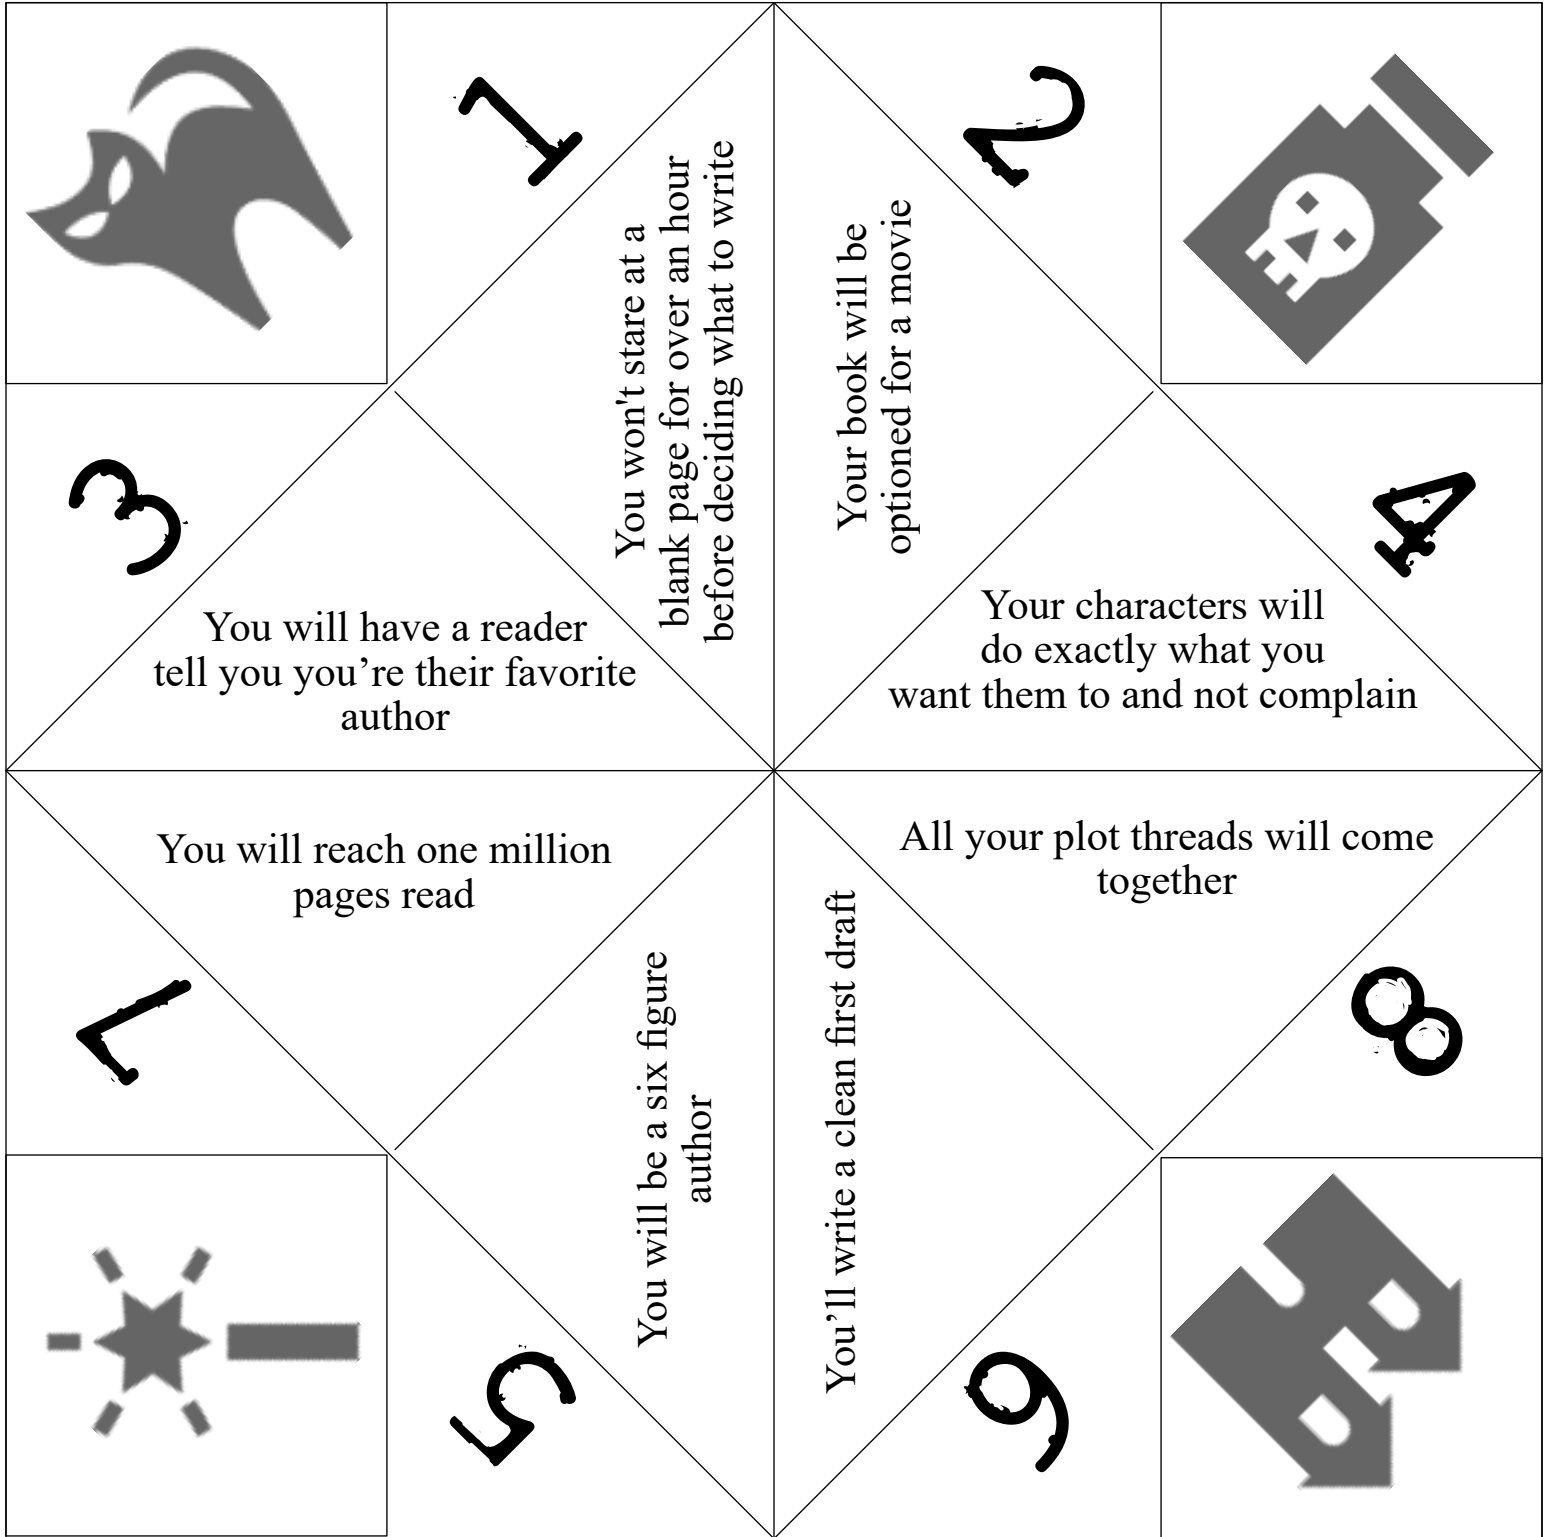 1
2
You won't stare at a
blank page for over an hour
before deciding what to write
Your book will be
optioned for a movie
3
4
You will have a reader
tell you you’re their favorite
author
Your characters will
do exactly what you
want them to and not complain
You will reach one million
pages read
All your plot threads will come
together
7
8
You will be a six figure
author
You’ll write a clean first draft
5
6